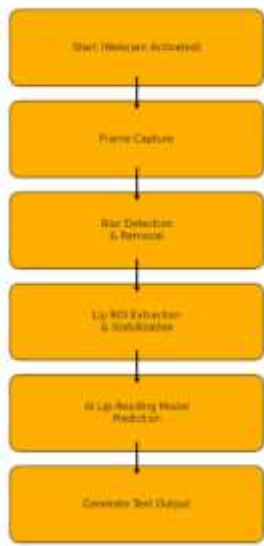 Start (Webcam Activated)
Frame Capture
Blur Detection
& Removal
Lip ROI Extraction
& Stabilization
AI Lip-Reading Model
Prediction
Generate Text Output